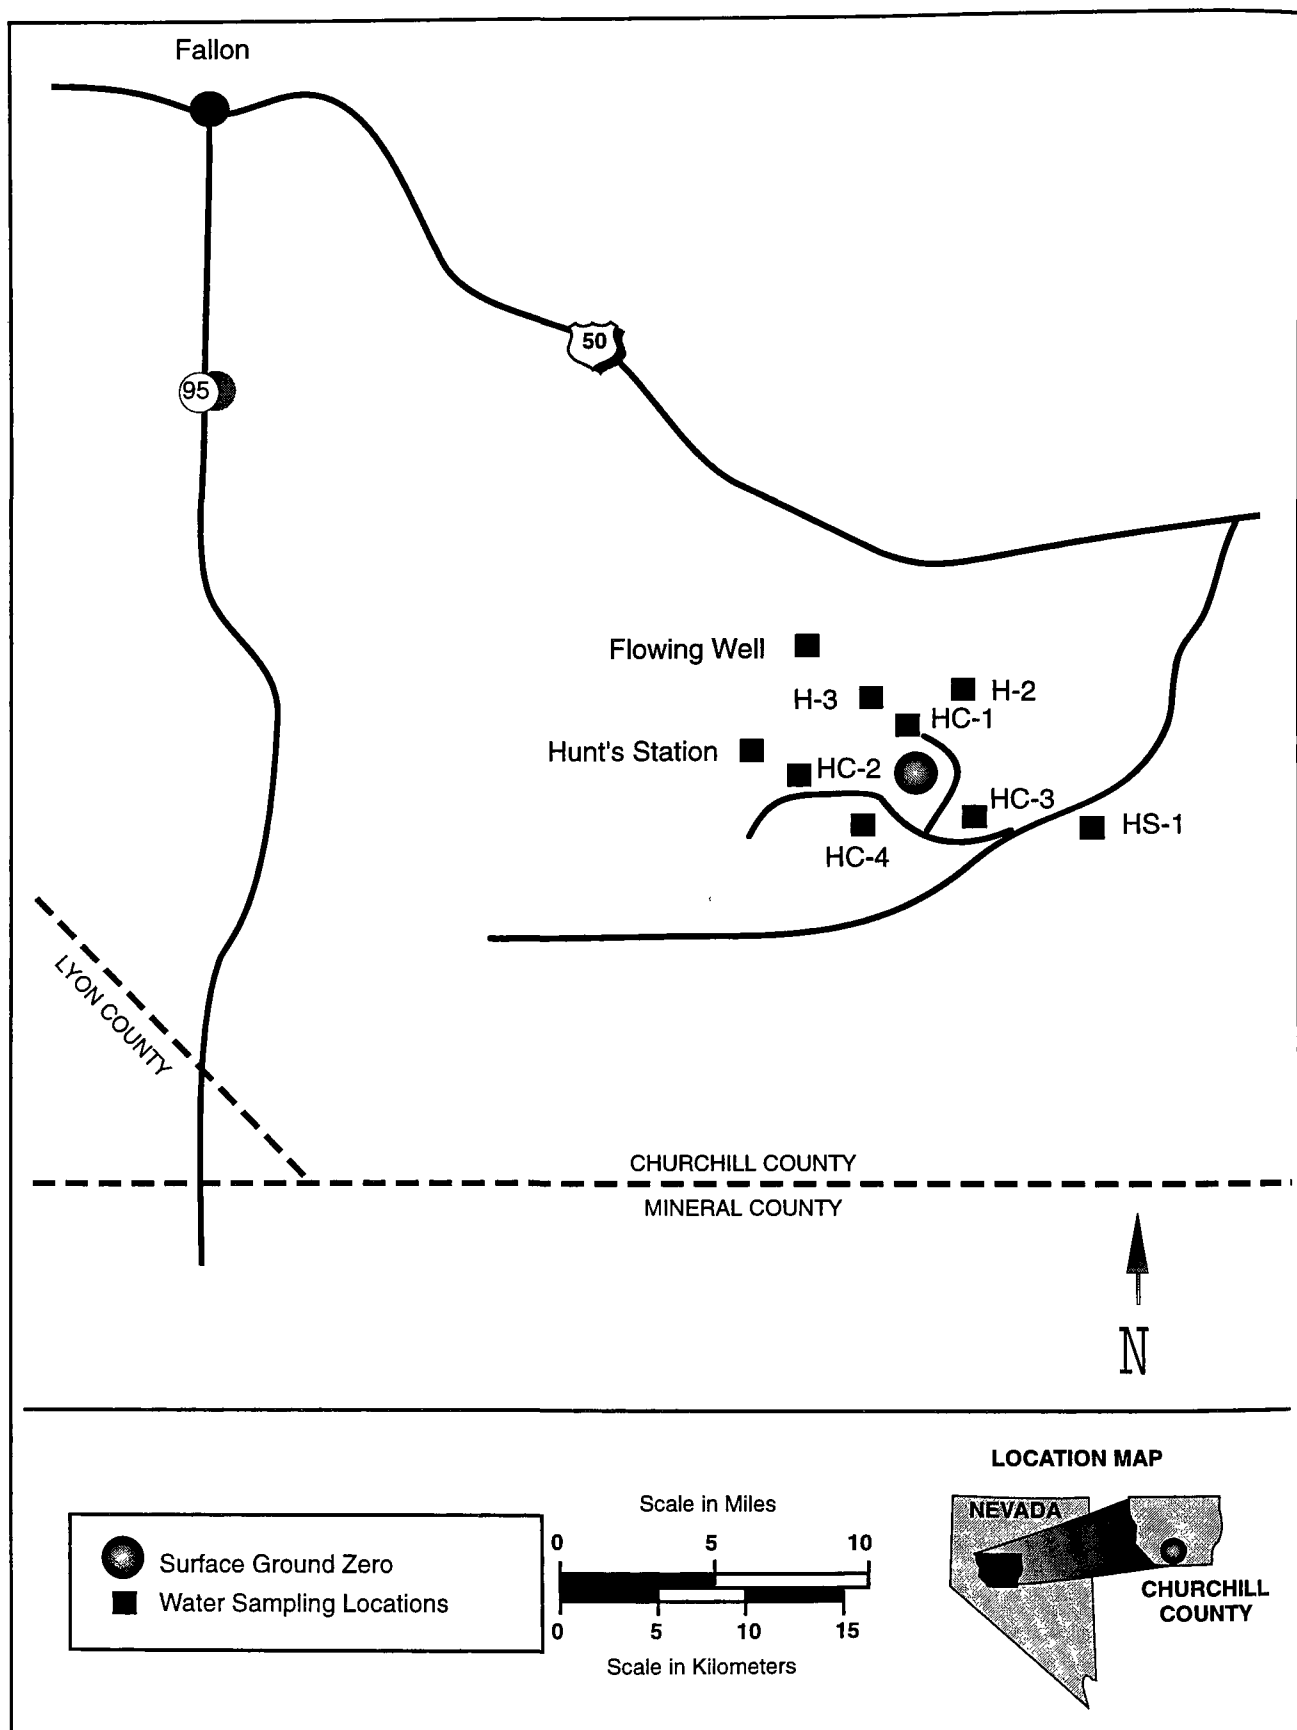 Fallon
50
95
Flowing Well
H-3
H-2
HC-1
Hunt's Station
HC-2
HC-3
HS-1
HC-4
LYON COUNTY
CHURCHILL COUNTY
MINERAL COUNTY
N
LOCATION MAP
Scale in Miles
NEVADA
0 5 10
Surface Ground Zero
Water Sampling Locations
CHURCHILL
COUNTY
0 5 10 15
Scale in Kilometers